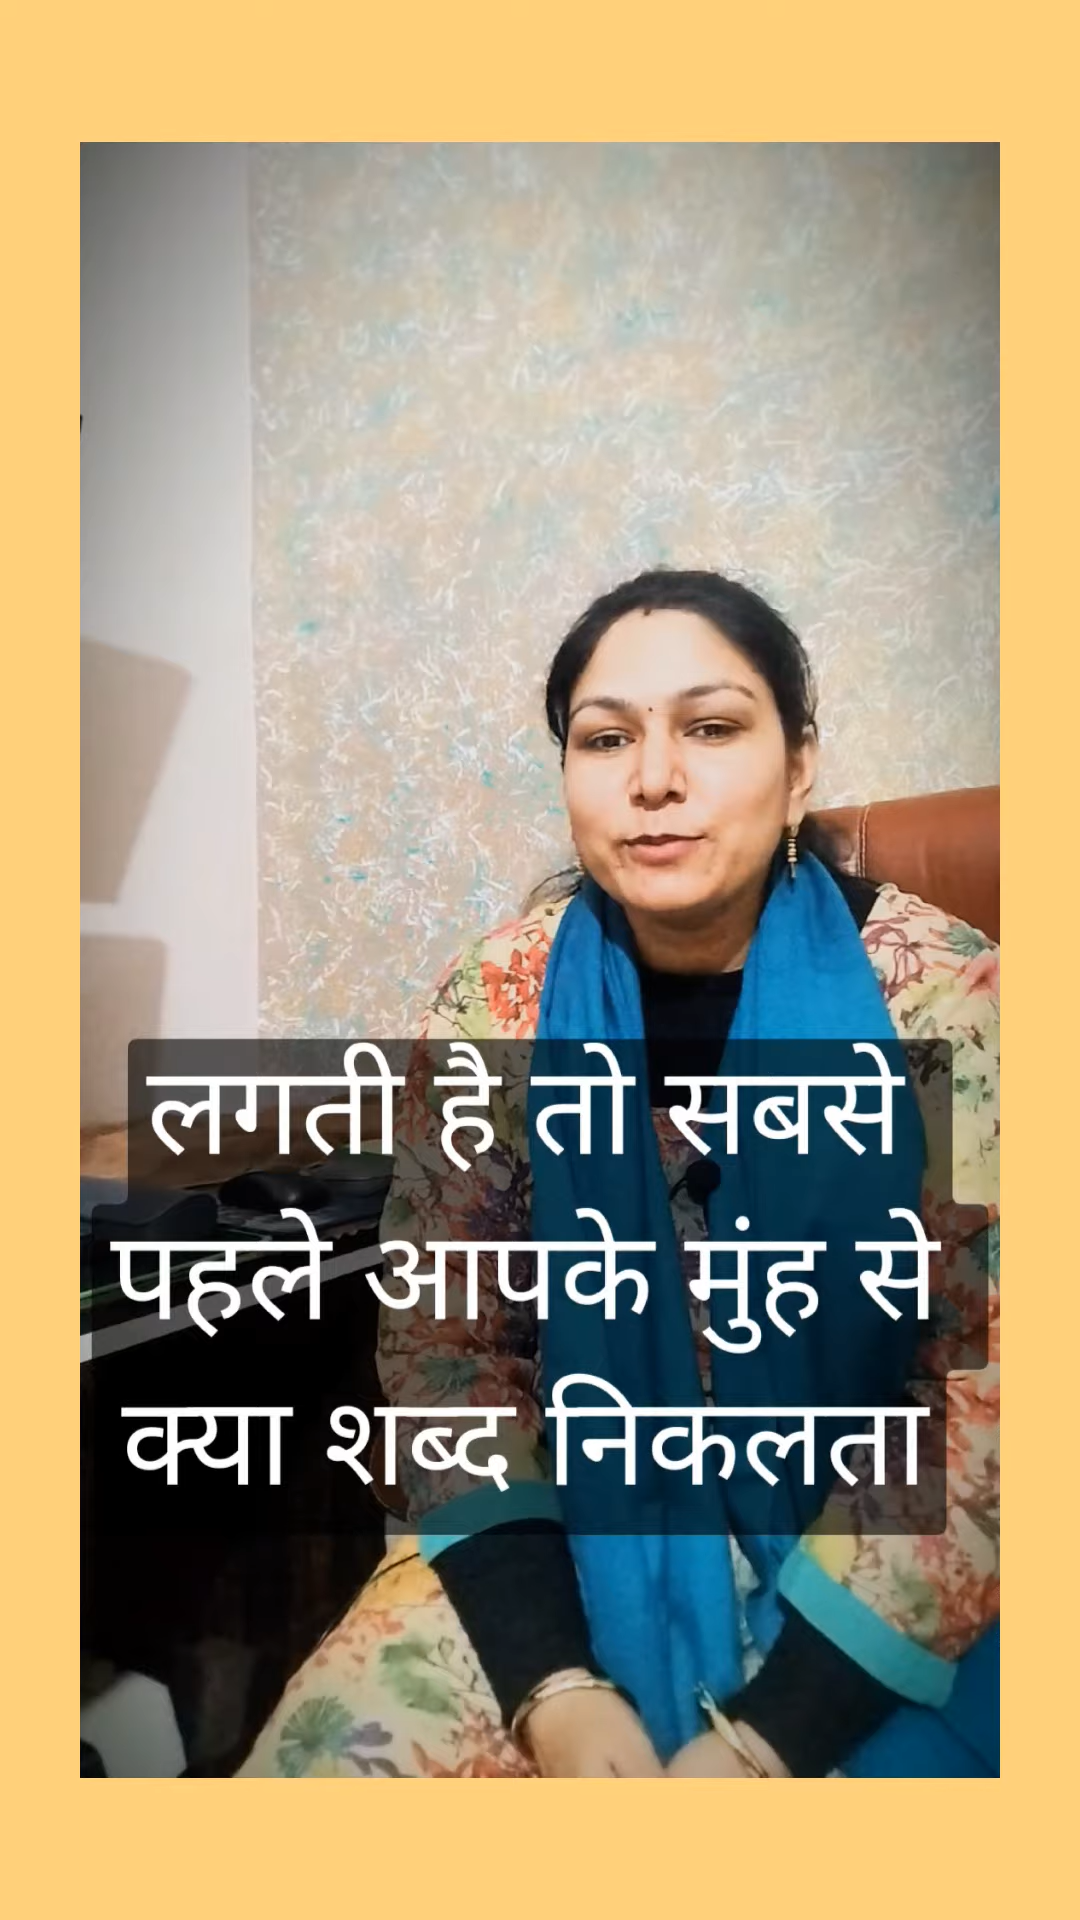 लगती है तो सबसे
पहले आपके मुंह से
क्या शब्द निकलता